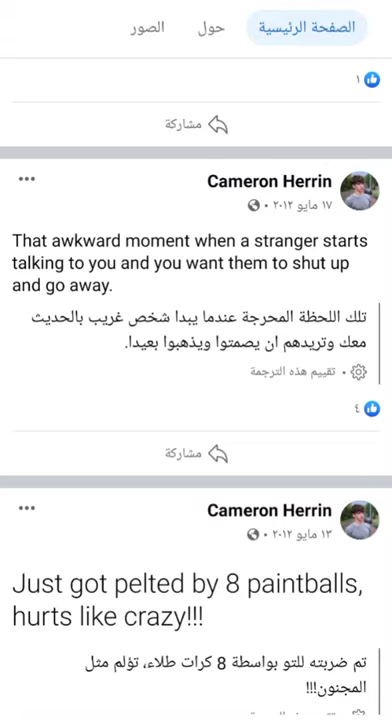 الصفحة الرئيسية حول الصور
١
مشاركة
Cameron Herrin
١٧ مايو ٢٠١٢ •
That awkward moment when a stranger starts
talking to you and you want them to shut up
and go away.
تلك اللحظة المحرجة عندما يبدا شخص غريب بالحديث
معك وتريدهم ان يصمتوا ويذهبوا بعيدا.
• تقييم هذه الترجمة
٤
مشاركة
Cameron Herrin
١٣ مايو ٢٠١٢ •
Just got pelted by 8 paintballs,
hurts like crazy!!!
تم ضربته للتو بواسطة 8 كرات طلاء، تؤلم مثل
المجنون!!!